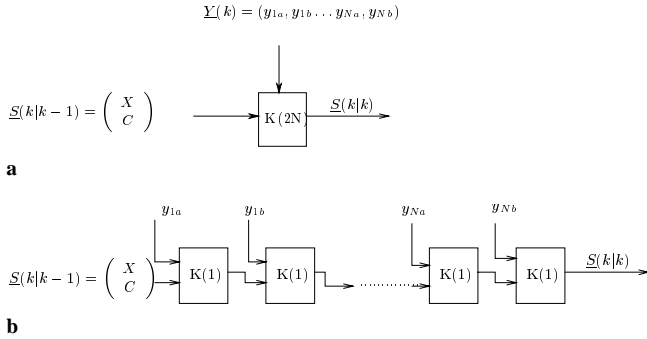 Y(k) = (y1a, y1b ... yNa, yNb)
S(k|k − 1) = ( X C )
K(2N)
S(k|k)
a
y1a y1b yNa yNb
S(k|k − 1) = ( X C )
K(1) K(1) K(1) K(1)
S(k|k)
b